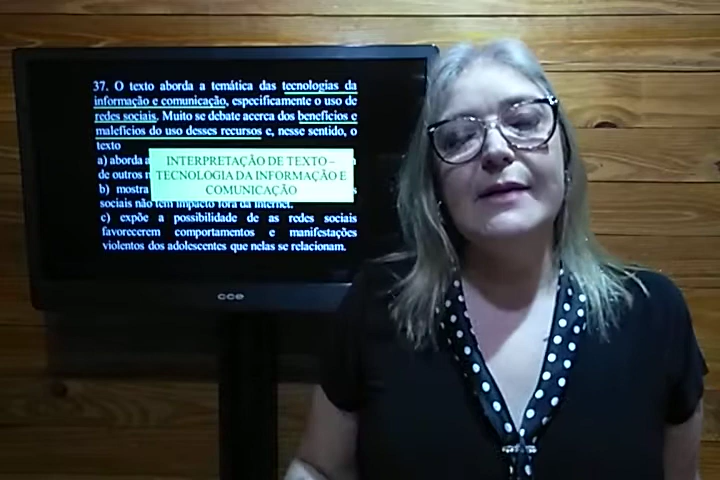 37. O texto aborda a temática das tecnologias da
informação e comunicação, especificamente o uso de
redes sociais. Muito se debate acerca dos benefícios e
malefícios do uso desses recursos e, nesse sentido, o
texto
a) aborda a
de outros r
INTERPRETAÇÃO DE TEXTO –
TECNOLOGIA DA INFORMAÇÃO E
COMUNICAÇÃO
b) mostra
sociais não tem impacto fora da internet.
c) expõe a possibilidade de as redes sociais
favorecerem comportamentos e manifestações
violentos dos adolescentes que nelas se relacionam.
cce